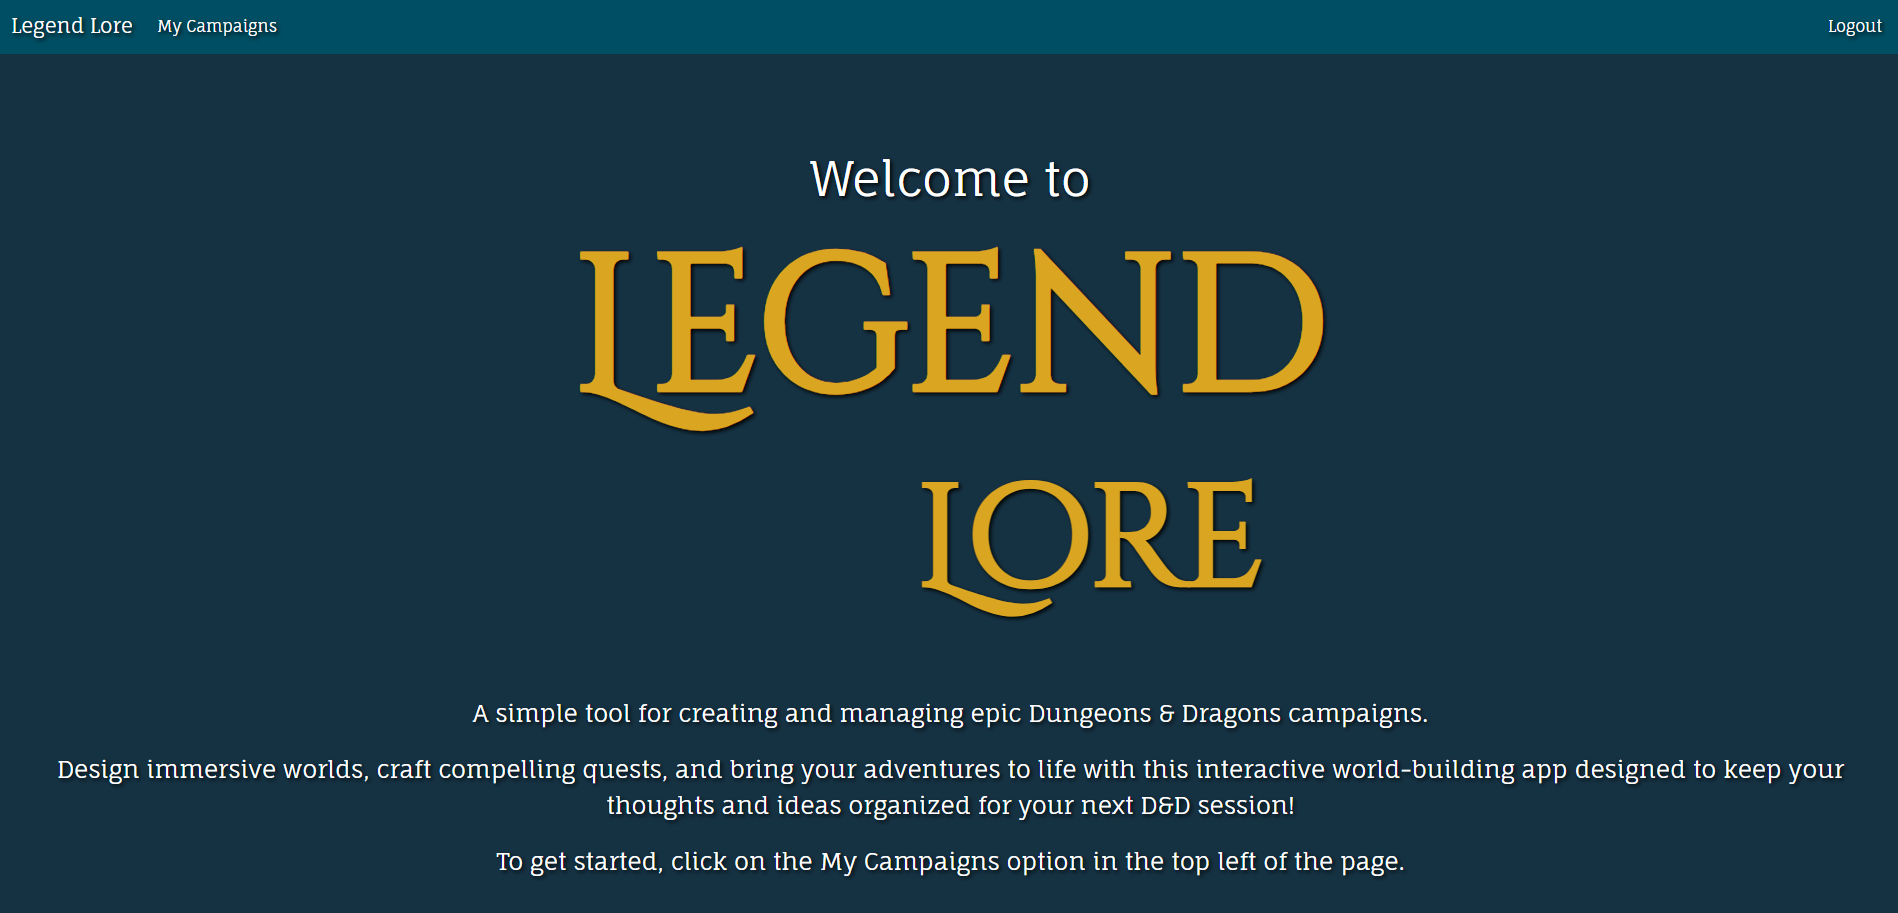 Legend Lore My Campaigns Logout
Welcome to
LEGEND
LORE
A simple tool for creating and managing epic Dungeons & Dragons campaigns.
Design immersive worlds, craft compelling quests, and bring your adventures to life with this interactive world-building app designed to keep your
thoughts and ideas organized for your next D&D session!
To get started, click on the My Campaigns option in the top left of the page.